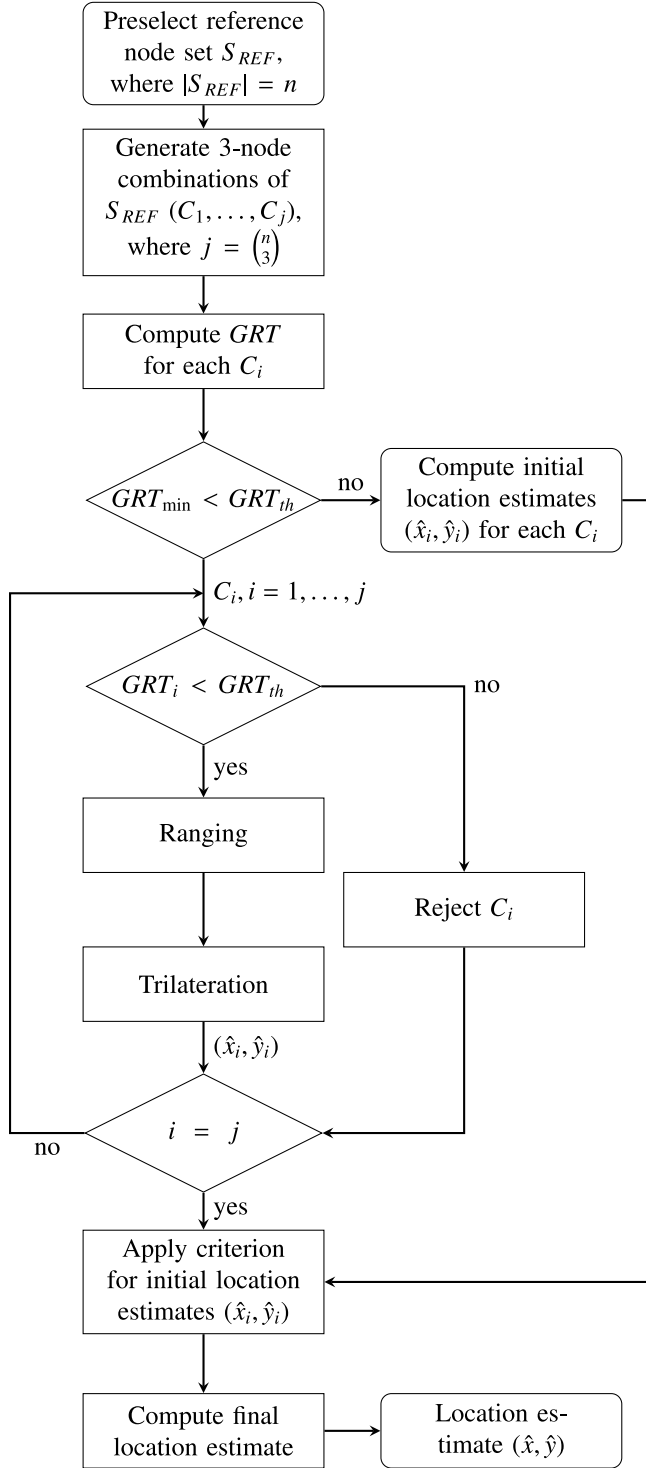 Preselect reference
node set S_REF,
where |S_REF| = n
Generate 3-node
combinations of
S_REF (C_1, . . . , C_j),
where j = (n 3)
Compute GRT
for each C_i
GRT_min < GRT_th
no
Compute initial
location estimates
(x̂_i, ŷ_i) for each C_i
C_i, i = 1, . . . , j
GRT_i < GRT_th
no
yes
Ranging
Reject C_i
Trilateration
(x̂_i, ŷ_i)
i = j
no
yes
Apply criterion
for initial location
estimates (x̂_i, ŷ_i)
Compute final
location estimate
Location es-
timate (x̂, ŷ)